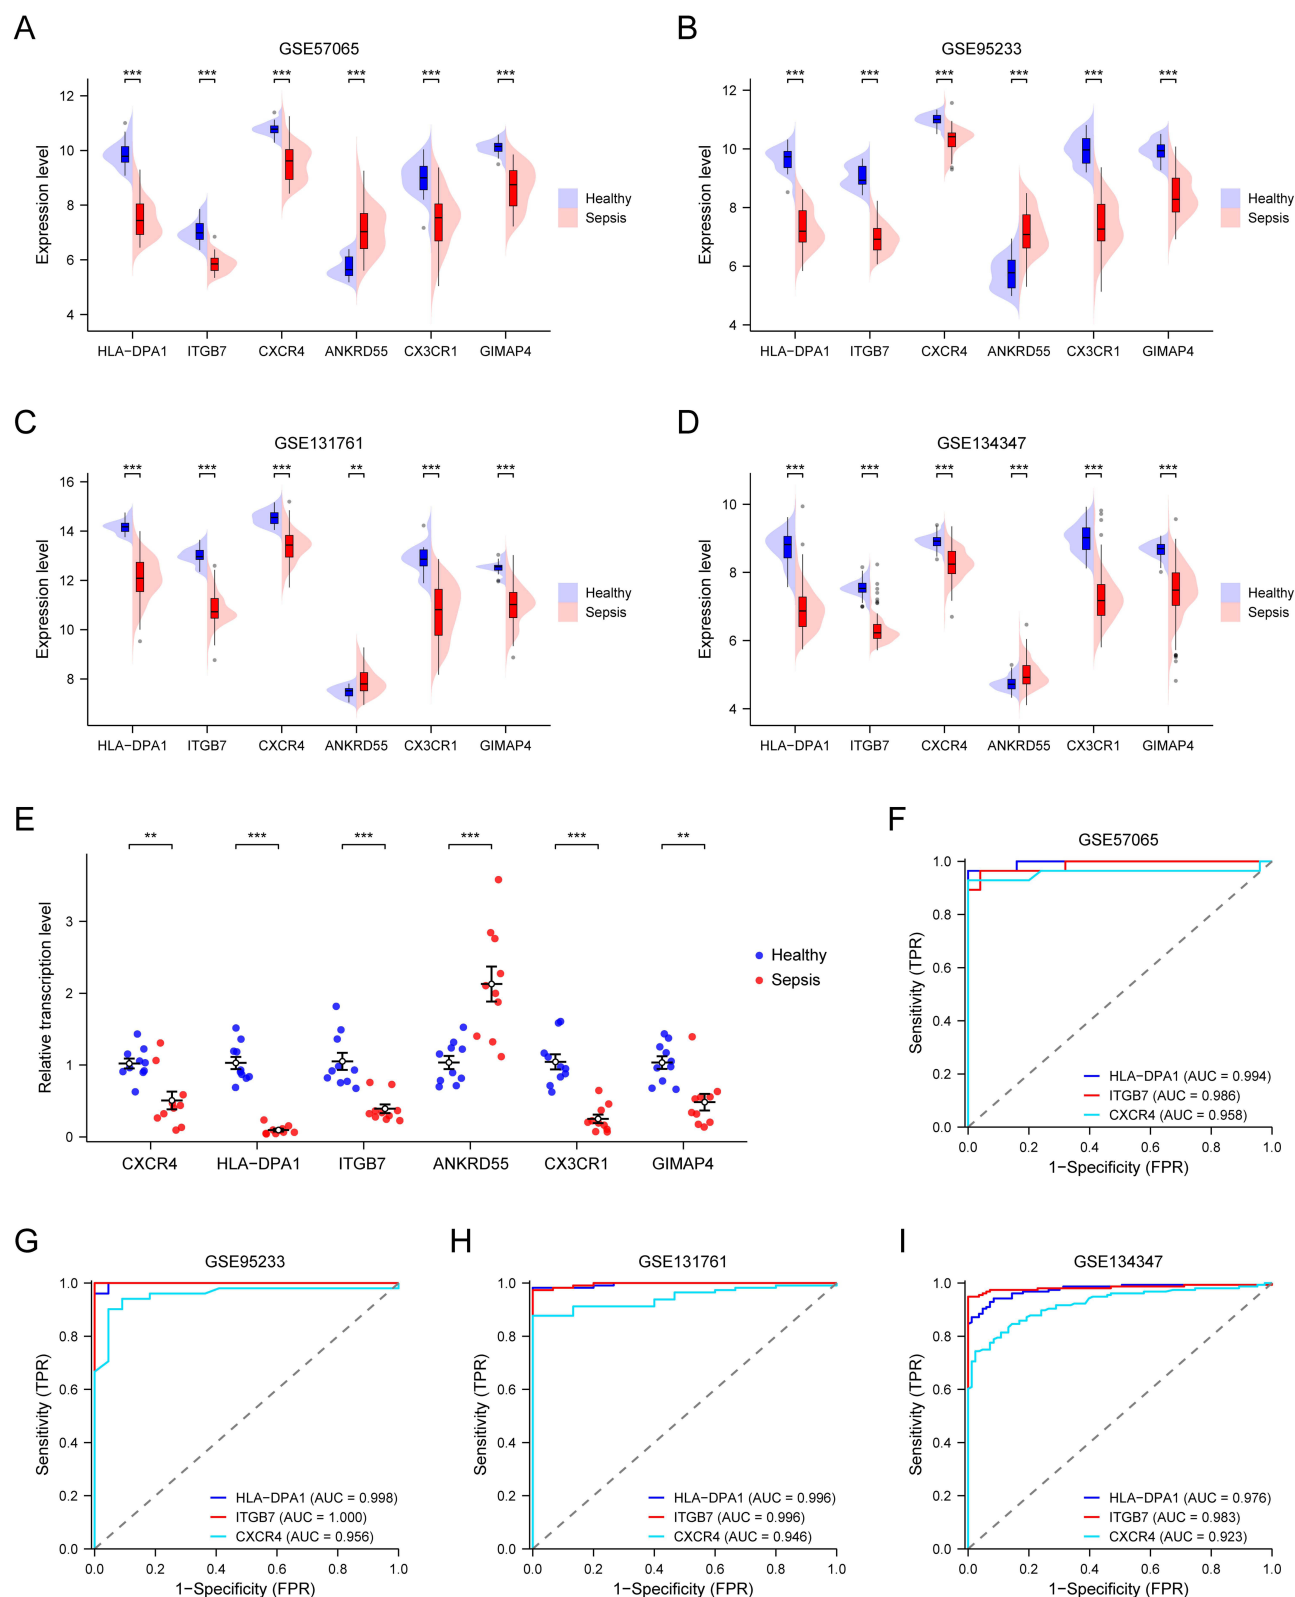 A
GSE57065
*** *** *** *** *** ***
Expression level
12
10
8
6
4
HLA−DPA1 ITGB7 CXCR4 ANKRD55 CX3CR1 GIMAP4
Healthy
Sepsis
B
GSE95233
*** *** *** *** *** ***
Expression level
12
10
8
6
4
HLA−DPA1 ITGB7 CXCR4 ANKRD55 CX3CR1 GIMAP4
Healthy
Sepsis
C
GSE131761
*** *** *** ** *** ***
Expression level
16
14
12
10
8
HLA−DPA1 ITGB7 CXCR4 ANKRD55 CX3CR1 GIMAP4
Healthy
Sepsis
D
GSE134347
*** *** *** *** *** ***
Expression level
10
8
6
4
HLA−DPA1 ITGB7 CXCR4 ANKRD55 CX3CR1 GIMAP4
Healthy
Sepsis
E
** *** *** *** *** **
Relative transcription level
3
2
1
0
CXCR4 HLA−DPA1 ITGB7 ANKRD55 CX3CR1 GIMAP4
Healthy
Sepsis
F
GSE57065
Sensitivity (TPR)
1.0
0.8
0.6
0.4
0.2
0.0
HLA−DPA1 (AUC = 0.994)
ITGB7 (AUC = 0.986)
CXCR4 (AUC = 0.958)
0.0 0.2 0.4 0.6 0.8 1.0
1−Specificity (FPR)
G
GSE95233
Sensitivity (TPR)
1.0
0.8
0.6
0.4
0.2
0.0
HLA−DPA1 (AUC = 0.998)
ITGB7 (AUC = 1.000)
CXCR4 (AUC = 0.956)
0.0 0.2 0.4 0.6 0.8 1.0
1−Specificity (FPR)
H
GSE131761
Sensitivity (TPR)
1.0
0.8
0.6
0.4
0.2
0.0
HLA−DPA1 (AUC = 0.996)
ITGB7 (AUC = 0.996)
CXCR4 (AUC = 0.946)
0.0 0.2 0.4 0.6 0.8 1.0
1−Specificity (FPR)
I
GSE134347
Sensitivity (TPR)
1.0
0.8
0.6
0.4
0.2
0.0
HLA−DPA1 (AUC = 0.976)
ITGB7 (AUC = 0.983)
CXCR4 (AUC = 0.923)
0.0 0.2 0.4 0.6 0.8 1.0
1−Specificity (FPR)